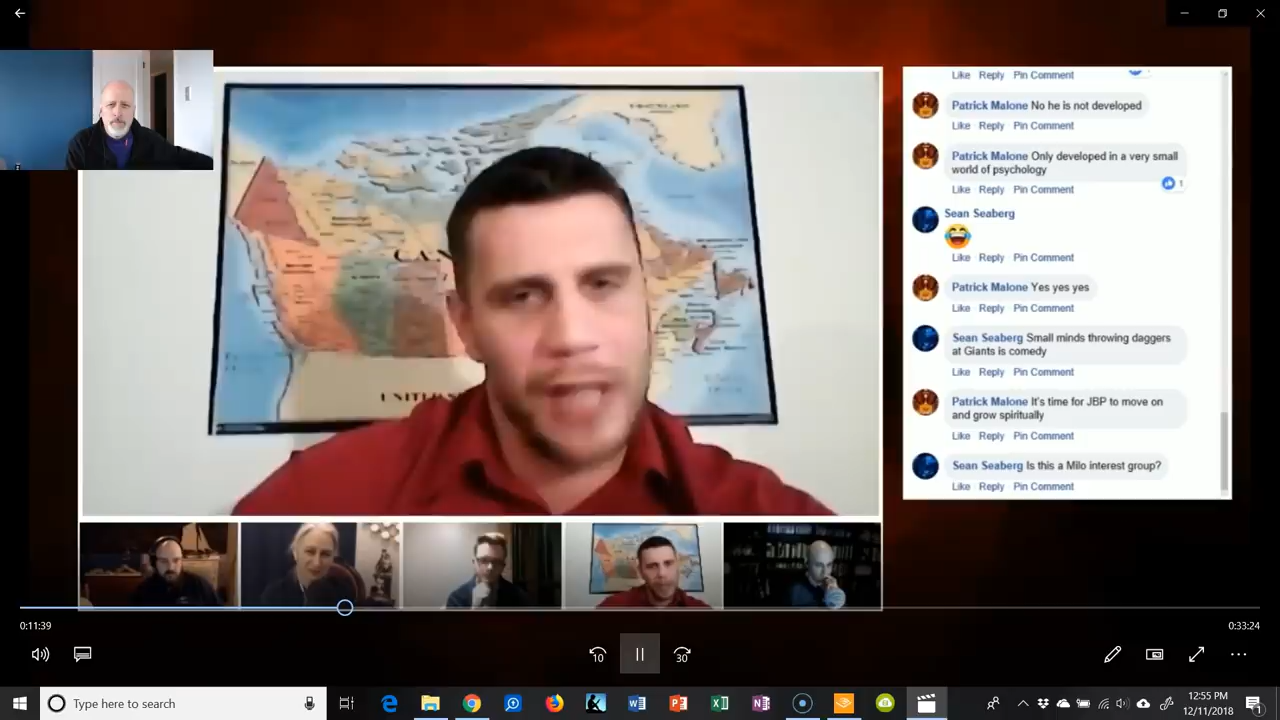 Like Reply Pin Comment
Patrick Malone No he is not developed
Like Reply Pin Comment
Patrick Malone Only developed in a very small
world of psychology
1
Like Reply Pin Comment
Sean Seaberg
Like Reply Pin Comment
Patrick Malone Yes yes yes
Like Reply Pin Comment
Sean Seaberg Small minds throwing daggers
at Giants is comedy
Like Reply Pin Comment
Patrick Malone It's time for JBP to move on
and grow spiritually
Like Reply Pin Comment
Sean Seaberg Is this a Milo interest group?
Like Reply Pin Comment
0:11:39
0:33:24
10
30
Type here to search
12:55 PM
12/11/2018